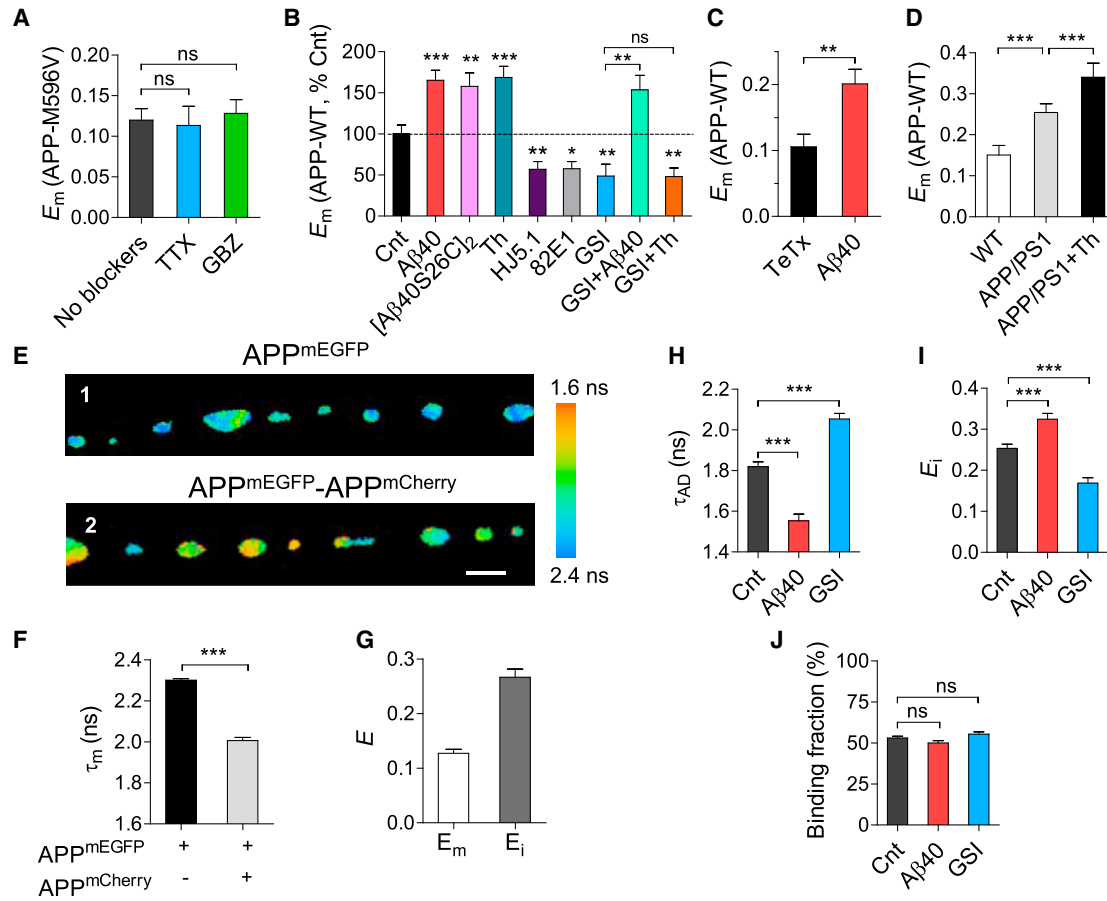 A
Em (APP-M596V)
0.20
0.15
0.10
0.05
0.00
ns
ns
No blockers
TTX
GBZ
B
Em (APP-WT, % Cnt)
200
150
100
50
0
***
**
***
**
*
**
**
ns
**
Cnt
Aβ40
[Aβ40S26C]2
Th
HJ5.1
82E1
GSI
GSI+Aβ40
GSI+Th
C
Em (APP-WT)
0.2
0.1
0.0
**
TeTx
Aβ40
D
Em (APP-WT)
0.4
0.3
0.2
0.1
0.0
***
***
WT
APP/PS1
APP/PS1+Th
E
APPmEGFP
1
APPmEGFP-APPmCherry
2
1.6 ns
2.4 ns
H
τAD (ns)
2.2
2.0
1.8
1.6
1.4
***
***
Cnt
Aβ40
GSI
I
Ei
0.4
0.3
0.2
0.1
0.0
***
***
Cnt
Aβ40
GSI
F
τm (ns)
2.4
2.2
2.0
1.8
1.6
***
APPmEGFP + +
APPmCherry - +
G
E
0.3
0.2
0.1
0.0
Em
Ei
J
Binding fraction (%)
100
75
50
25
0
ns
ns
Cnt
Aβ40
GSI